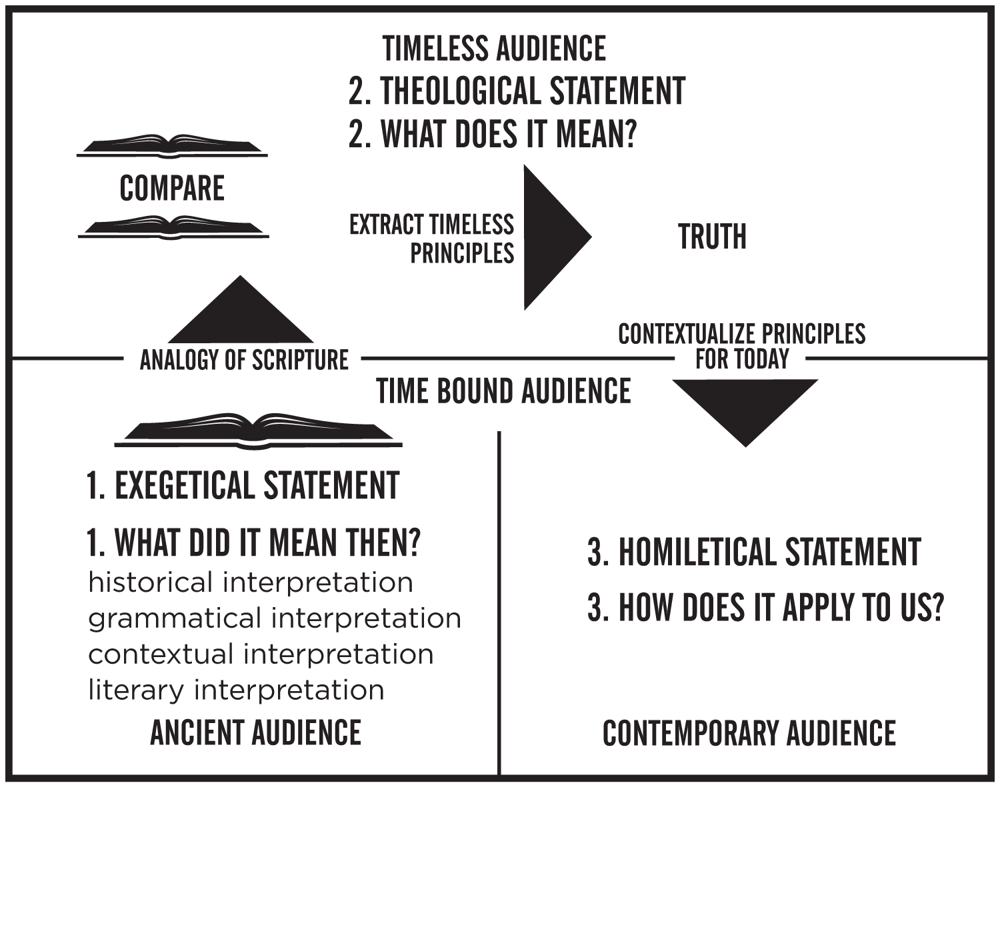 TIMELESS AUDIENCE
2. THEOLOGICAL STATEMENT
2. WHAT DOES IT MEAN?
COMPARE
EXTRACT TIMELESS
PRINCIPLES
TRUTH
ANALOGY OF SCRIPTURE
CONTEXTUALIZE PRINCIPLES
FOR TODAY
TIME BOUND AUDIENCE
1. EXEGETICAL STATEMENT
1. WHAT DID IT MEAN THEN?
historical interpretation
grammatical interpretation
contextual interpretation
literary interpretation
ANCIENT AUDIENCE
3. HOMILETICAL STATEMENT
3. HOW DOES IT APPLY TO US?
CONTEMPORARY AUDIENCE